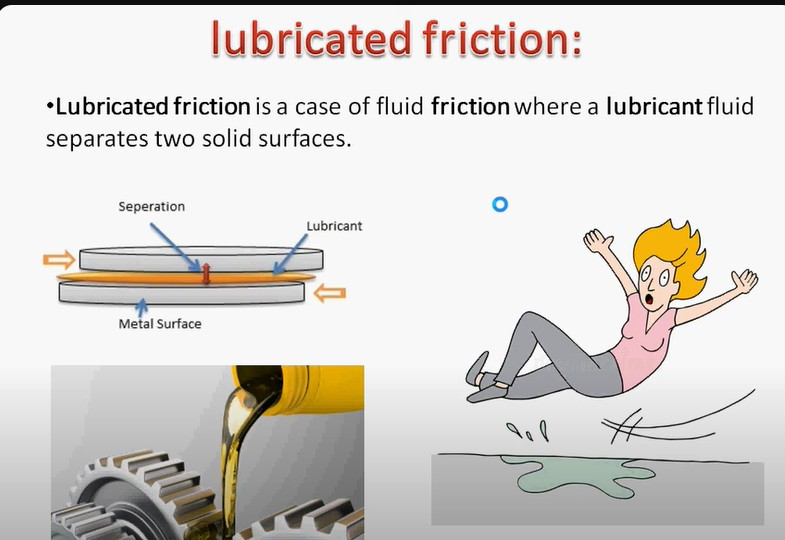 lubricated friction:
•Lubricated friction is a case of fluid friction where a lubricant fluid
separates two solid surfaces.
Seperation
Lubricant
Metal Surface